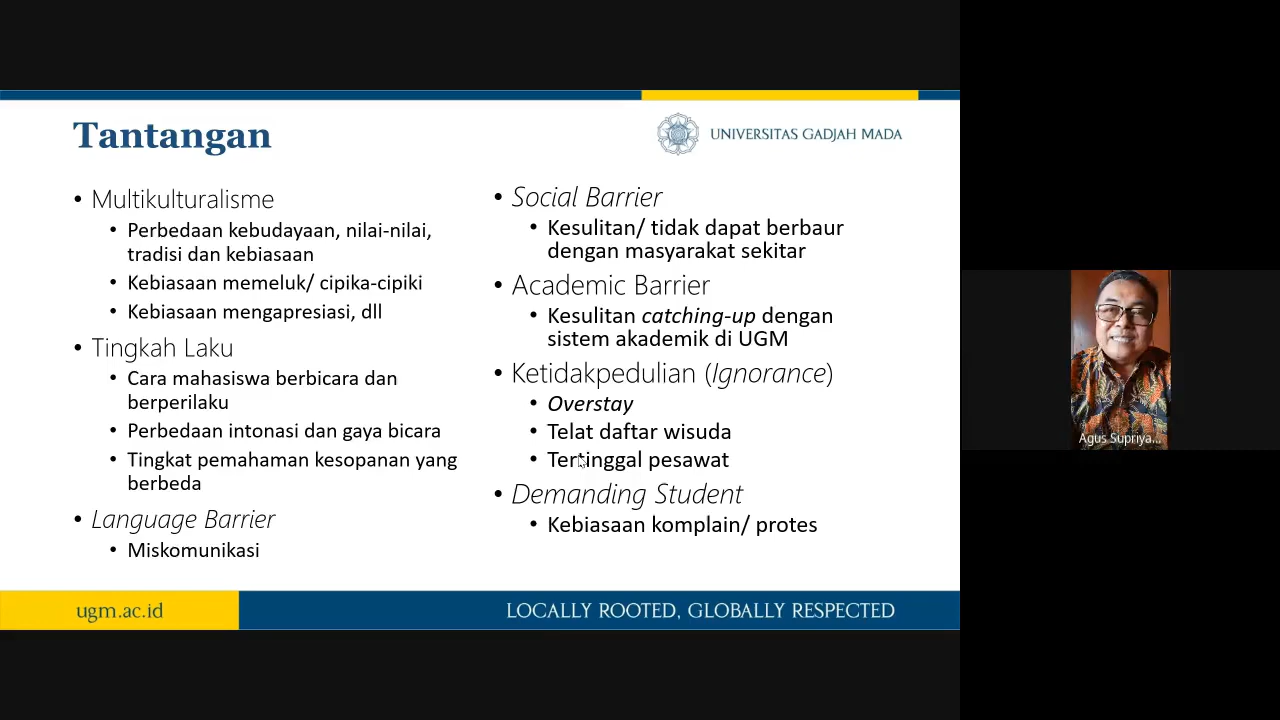 Tantangan
UNIVERSITAS GADJAH MADA
• Multikulturalisme
• Perbedaan kebudayaan, nilai-nilai,
tradisi dan kebiasaan
• Kebiasaan memeluk/ cipika-cipiki
• Kebiasaan mengapresiasi, dll
• Tingkah Laku
• Cara mahasiswa berbicara dan
berperilaku
• Perbedaan intonasi dan gaya bicara
• Tingkat pemahaman kesopanan yang
berbeda
• Language Barrier
• Miskomunikasi
• Social Barrier
• Kesulitan/ tidak dapat berbaur
dengan masyarakat sekitar
• Academic Barrier
• Kesulitan catching-up dengan
sistem akademik di UGM
• Ketidakpedulian (Ignorance)
• Overstay
• Telat daftar wisuda
• Tertinggal pesawat
• Demanding Student
• Kebiasaan komplain/ protes
ugm.ac.id
LOCALLY ROOTED, GLOBALLY RESPECTED
Agus Supriya...